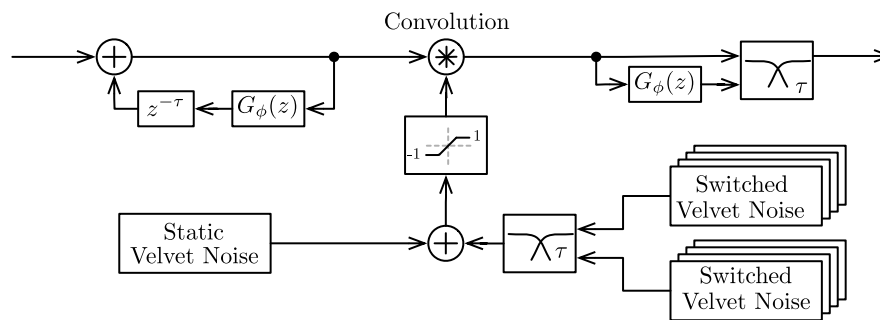 Convolution
z^{-τ}
G_ϕ(z)
G_ϕ(z)
τ
-1
1
Static
Velvet Noise
τ
Switched
Velvet Noise
Switched
Velvet Noise